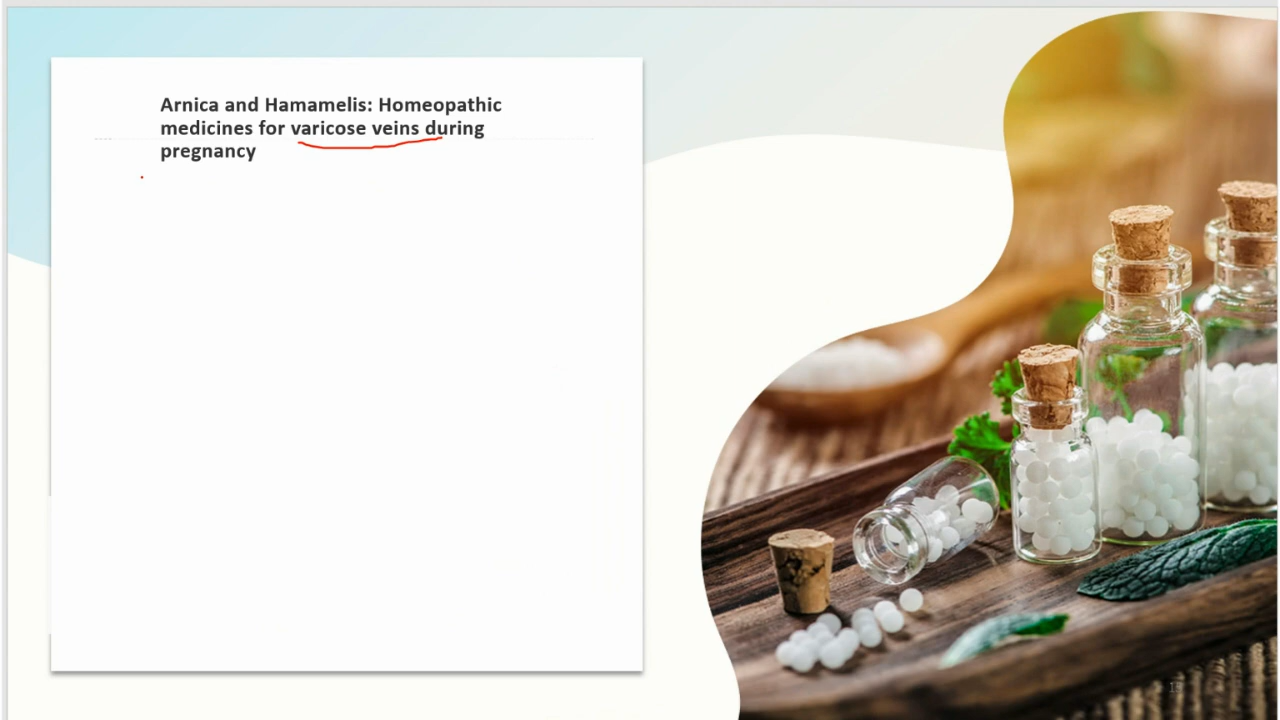 Arnica and Hamamelis: Homeopathic
medicines for varicose veins during
pregnancy